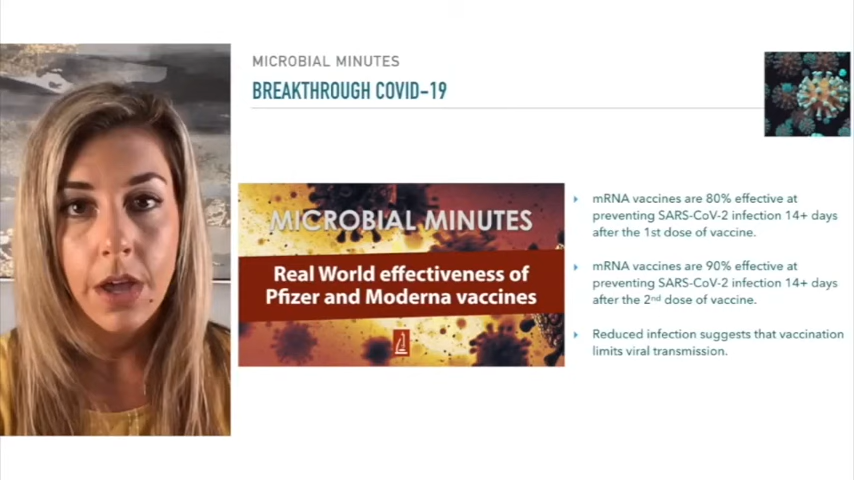 MICROBIAL MINUTES
BREAKTHROUGH COVID-19
MICROBIAL MINUTES
Real World effectiveness of
Pfizer and Moderna vaccines
mRNA vaccines are 80% effective at
preventing SARS-CoV-2 infection 14+ days
after the 1st dose of vaccine.
mRNA vaccines are 90% effective at
preventing SARS-CoV-2 infection 14+ days
after the 2nd dose of vaccine.
Reduced infection suggests that vaccination
limits viral transmission.